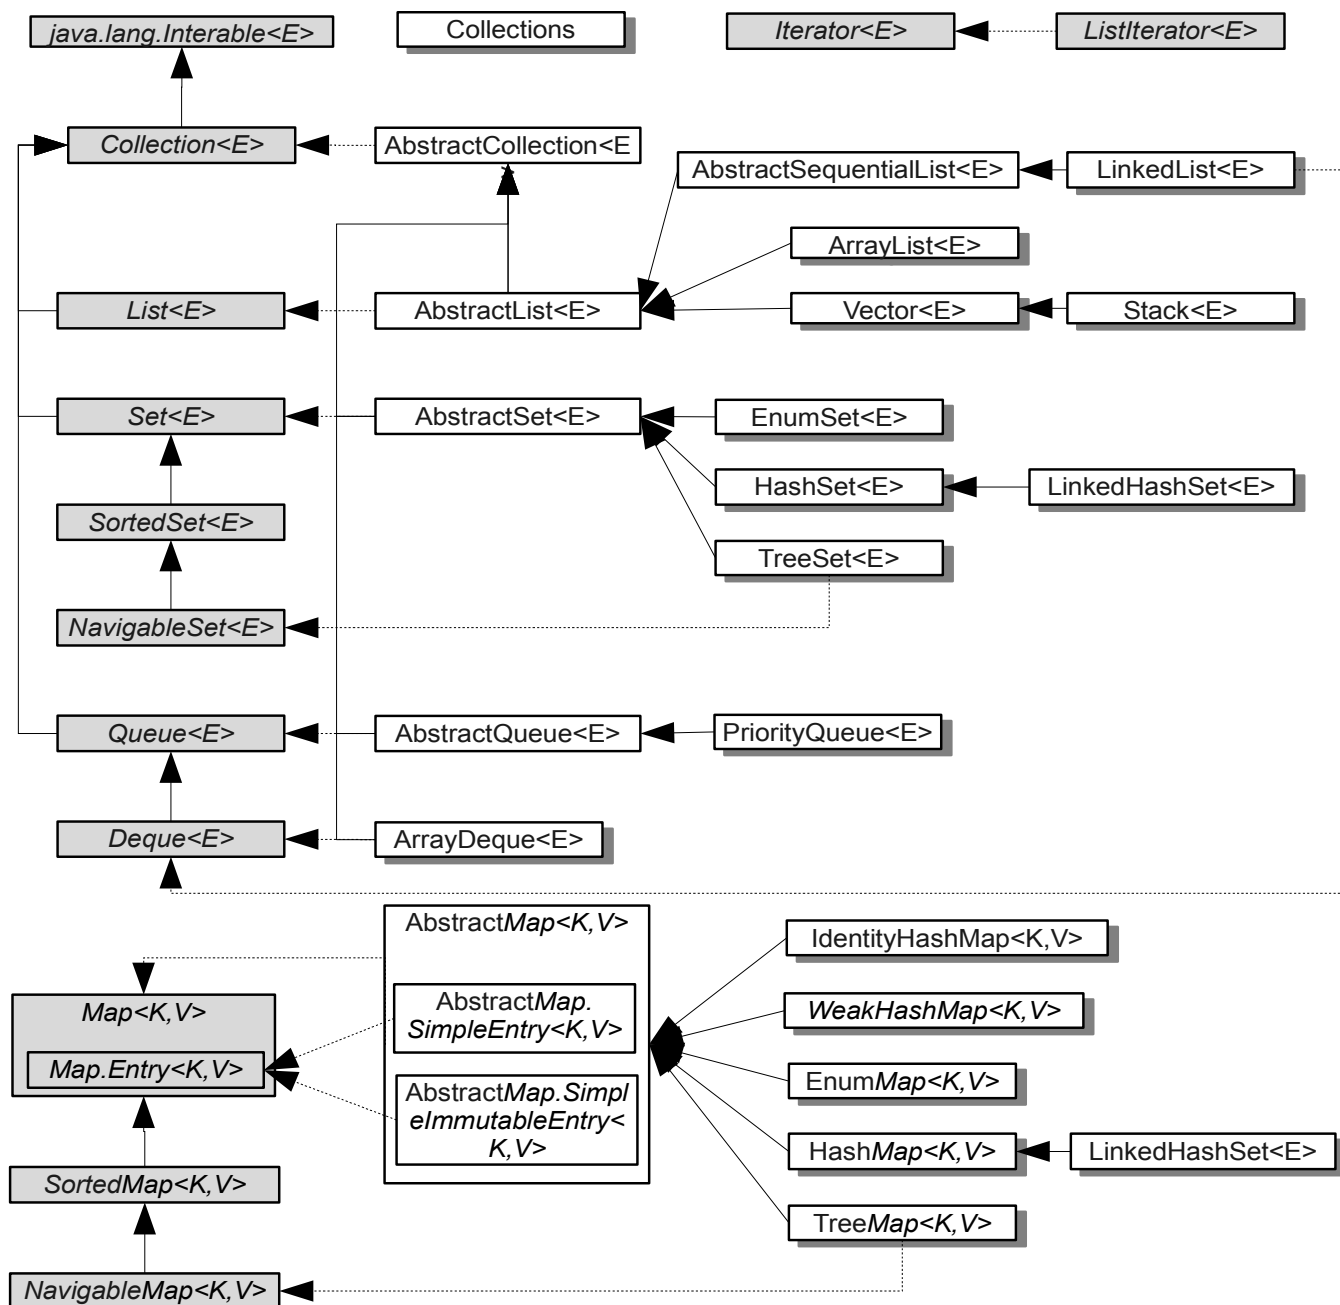 java.lang.Interable<E>
Collections
Iterator<E>
ListIterator<E>
Collection<E>
AbstractCollection<E
AbstractSequentialList<E>
LinkedList<E>
ArrayList<E>
List<E>
AbstractList<E>
Vector<E>
Stack<E>
Set<E>
AbstractSet<E>
EnumSet<E>
HashSet<E>
LinkedHashSet<E>
SortedSet<E>
TreeSet<E>
NavigableSet<E>
Queue<E>
AbstractQueue<E>
PriorityQueue<E>
Deque<E>
ArrayDeque<E>
AbstractMap<K,V>
IdentityHashMap<K,V>
Map<K,V>
AbstractMap.
SimpleEntry<K,V>
WeakHashMap<K,V>
Map.Entry<K,V>
AbstractMap.Simpl
eImmutableEntry<
K,V>
EnumMap<K,V>
HashMap<K,V>
LinkedHashSet<E>
SortedMap<K,V>
TreeMap<K,V>
NavigableMap<K,V>